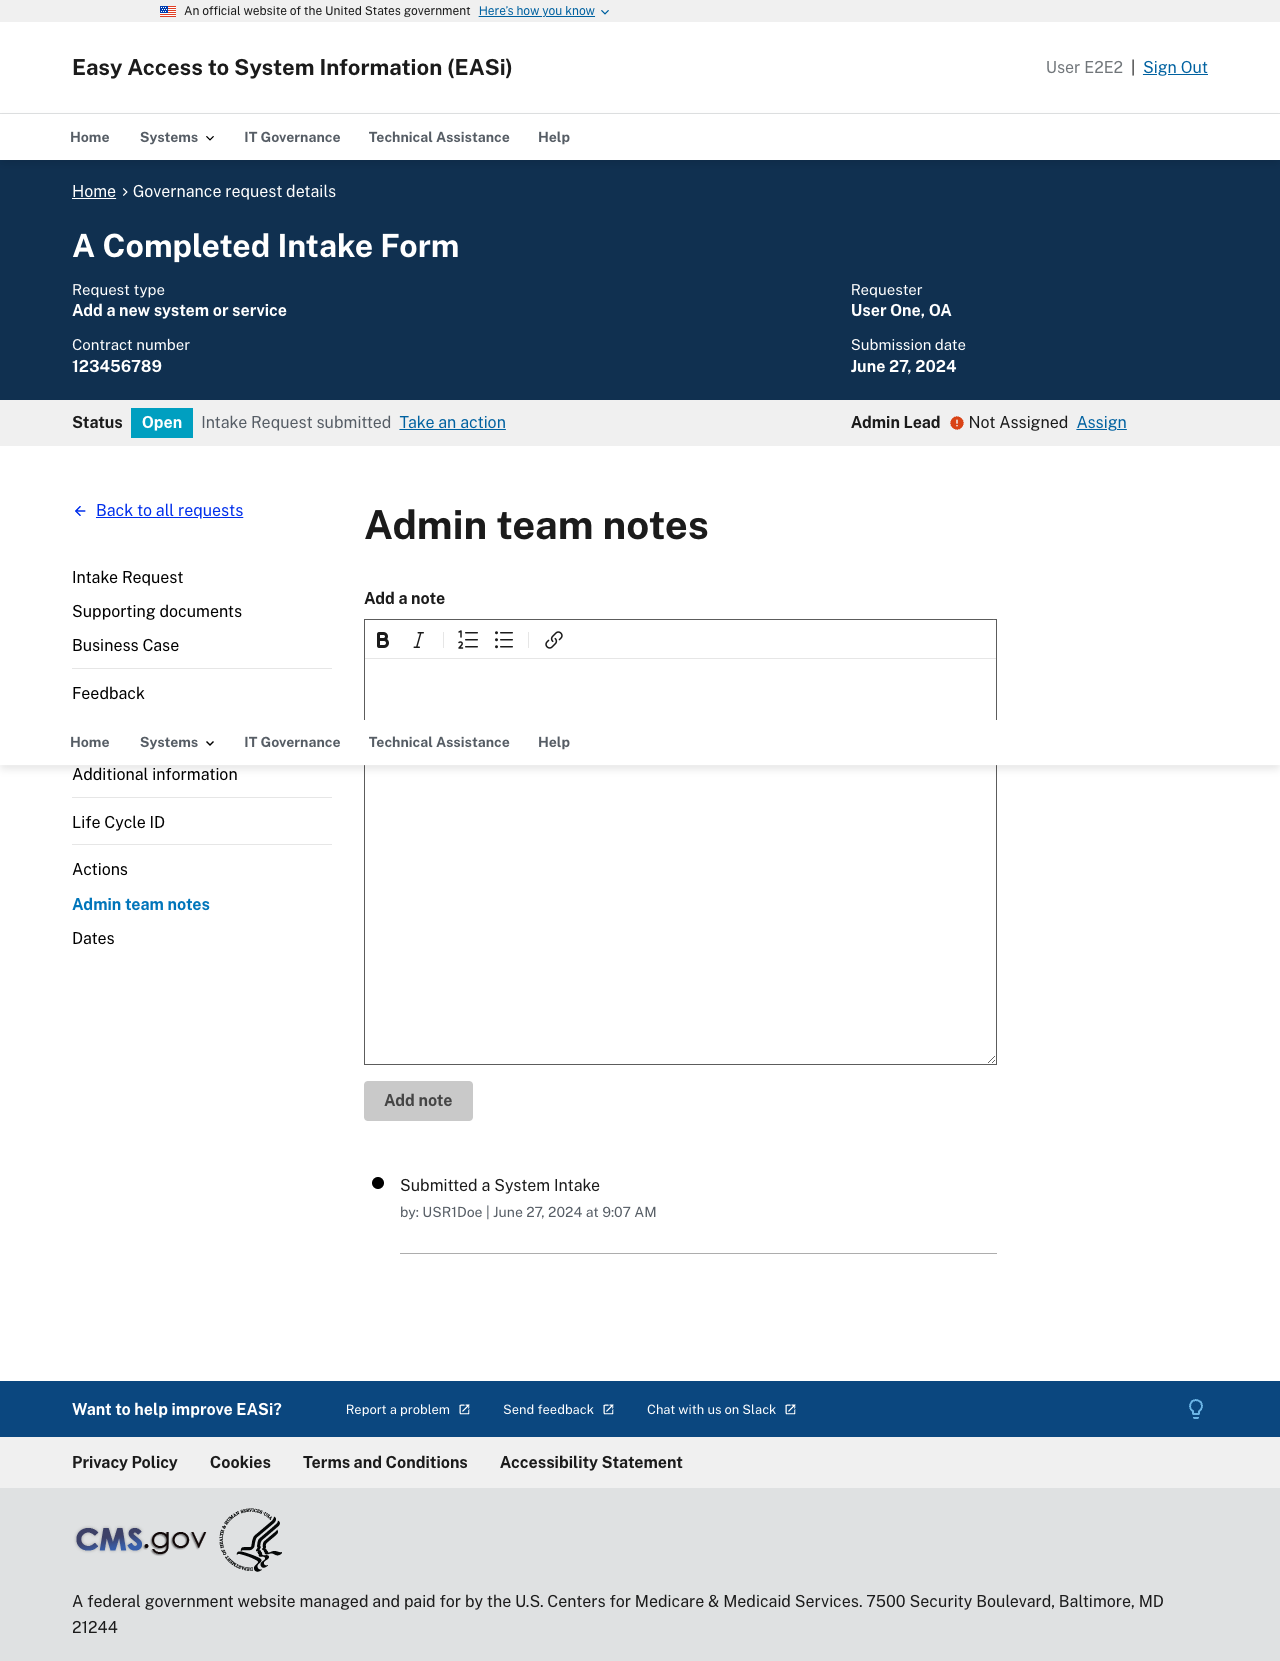 An official website of the United States government Here's how you know
Easy Access to System Information (EASi)
User E2E2 | Sign Out
Home Systems IT Governance Technical Assistance Help
Home › Governance request details
A Completed Intake Form
Request type
Add a new system or service
Requester
User One, OA
Contract number
123456789
Submission date
June 27, 2024
Status Open Intake Request submitted Take an action
Admin Lead Not Assigned Assign
Back to all requests
Intake Request
Supporting documents
Business Case
Feedback
Admin team notes
Add a note
Home Systems IT Governance Technical Assistance Help
Additional information
Life Cycle ID
Actions
Admin team notes
Dates
Add note
Submitted a System Intake
by: USR1Doe | June 27, 2024 at 9:07 AM
Want to help improve EASi? Report a problem Send feedback Chat with us on Slack
Privacy Policy Cookies Terms and Conditions Accessibility Statement
CMS.gov
A federal government website managed and paid for by the U.S. Centers for Medicare & Medicaid Services. 7500 Security Boulevard, Baltimore, MD
21244